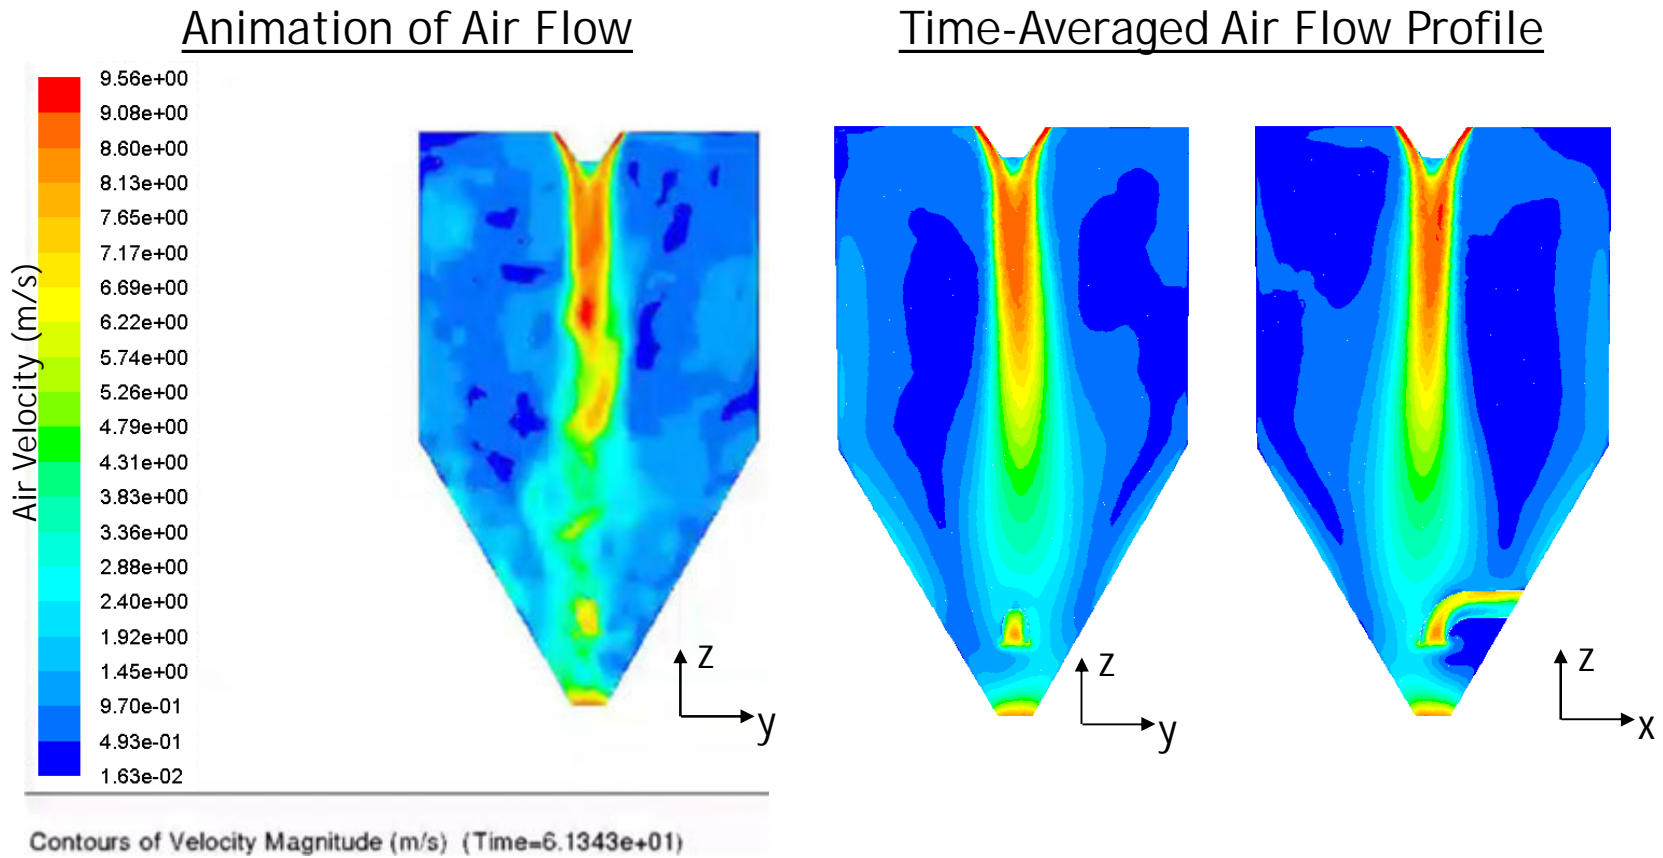 Animation of Air Flow
Time-Averaged Air Flow Profile
Air Velocity (m/s)
9.56e+00
9.08e+00
8.60e+00
8.13e+00
7.65e+00
7.17e+00
6.69e+00
6.22e+00
5.74e+00
5.26e+00
4.79e+00
4.31e+00
3.83e+00
3.36e+00
2.88e+00
2.40e+00
1.92e+00
1.45e+00
9.70e-01
4.93e-01
1.63e-02
z
y
z
y
z
x
Contours of Velocity Magnitude (m/s) (Time=6.1343e+01)